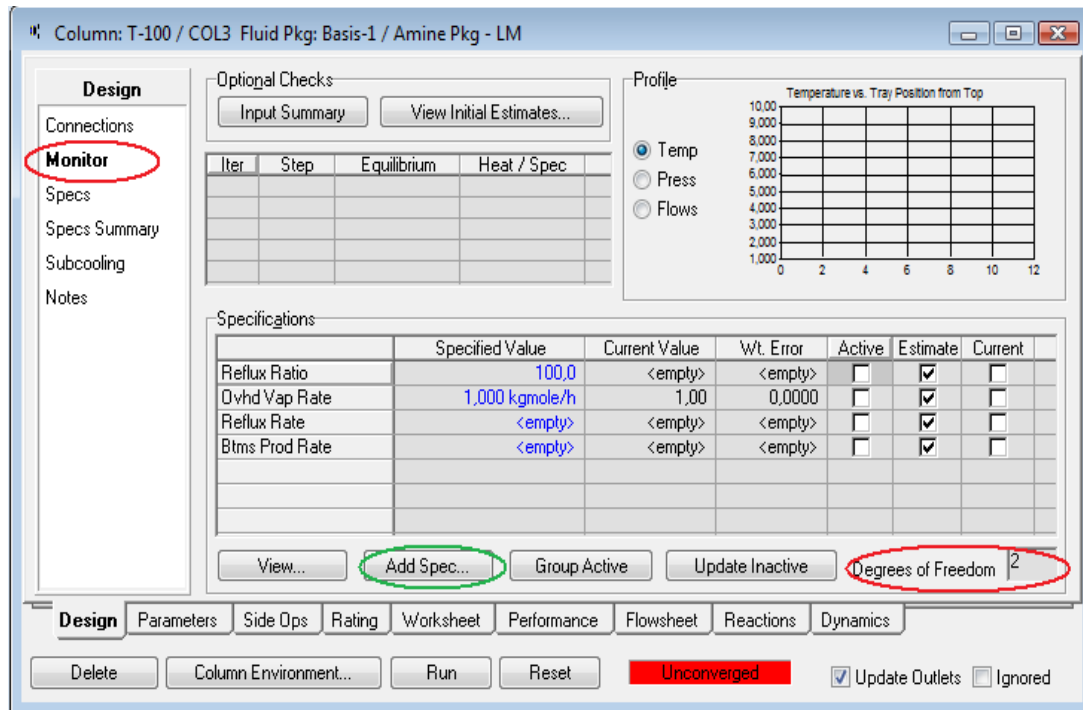 Column: T-100 / COL3 Fluid Pkg: Basis-1 / Amine Pkg - LM
Design
Connections
Monitor
Specs
Specs Summary
Subcooling
Notes
Optional Checks
Input Summary View Initial Estimates...
Iter Step Equilibrium Heat / Spec
Profile
Temp
Press
Flows
Temperature vs. Tray Position from Top
10,00
9,000
8,000
7,000
6,000
5,000
4,000
3,000
2,000
1,000
0 2 4 6 8 10 12
Specifications
Specified Value Current Value Wt. Error Active Estimate Current
Reflux Ratio 100,0 <empty> <empty>
Ovhd Vap Rate 1,000 kgmole/h 1,00 0,0000
Reflux Rate <empty> <empty> <empty>
Btms Prod Rate <empty> <empty> <empty>
View... Add Spec... Group Active Update Inactive Degrees of Freedom 2
Design Parameters Side Ops Rating Worksheet Performance Flowsheet Reactions Dynamics
Delete Column Environment... Run Reset Unconverged Update Outlets Ignored